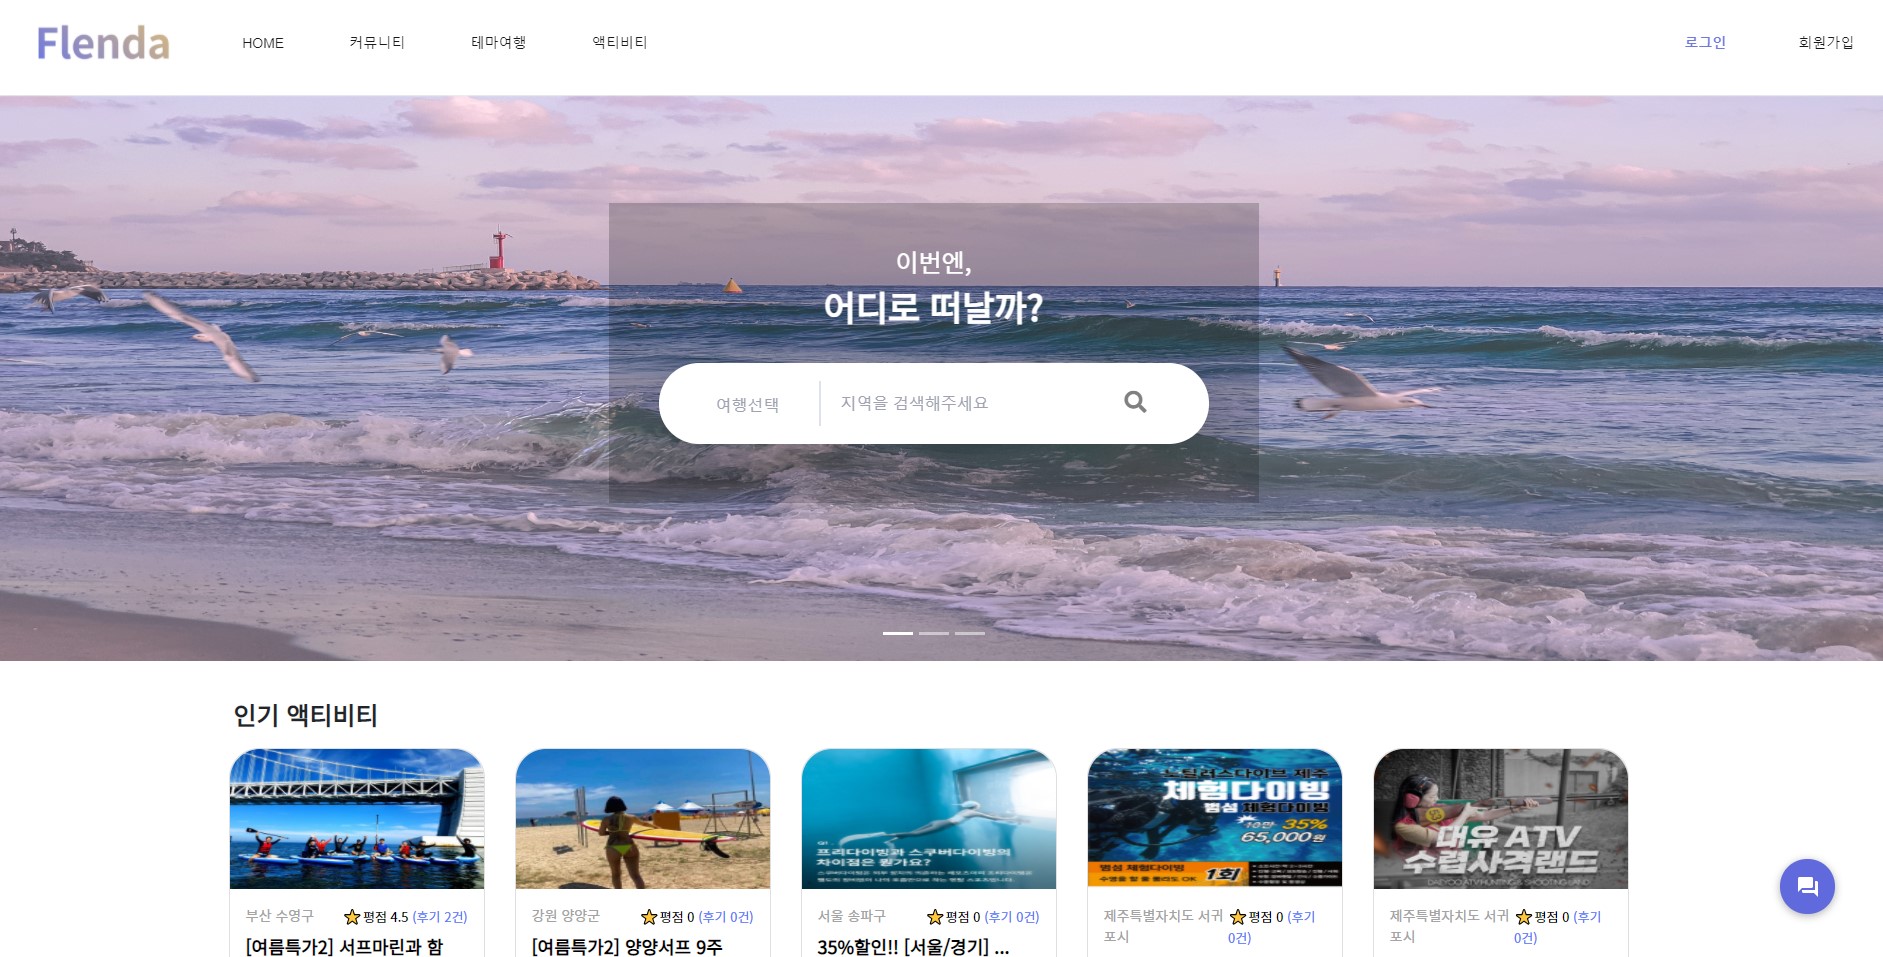 Flenda HOME 커뮤니티 테마여행 액티비티 로그인 회원가입
이번엔,
어디로 떠날까?
여행선택 지역을 검색해주세요
인기 액티비티
프리다이빙과 스쿠버다이빙의
차이점은 뭔가요?
노틸러스다이브 제주
체험다이빙
범섬 체험다이빙
35%
65,000원
범섬 체험다이빙
수영을 할 줄 몰라도 OK 1회
대유 ATV
수렵사격랜드
DAEYOO ATV HUNTING & SHOOTING LAND
부산 수영구 평점 4.5 (후기 2건)
[여름특가2] 서프마린과 함
강원 양양군 평점 0 (후기 0건)
[여름특가2] 양양서프 9주
서울 송파구 평점 0 (후기 0건)
35%할인!! [서울/경기] ...
제주특별자치도 서귀포시 평점 0 (후기 0건)
제주특별자치도 서귀포시 평점 0 (후기 0건)